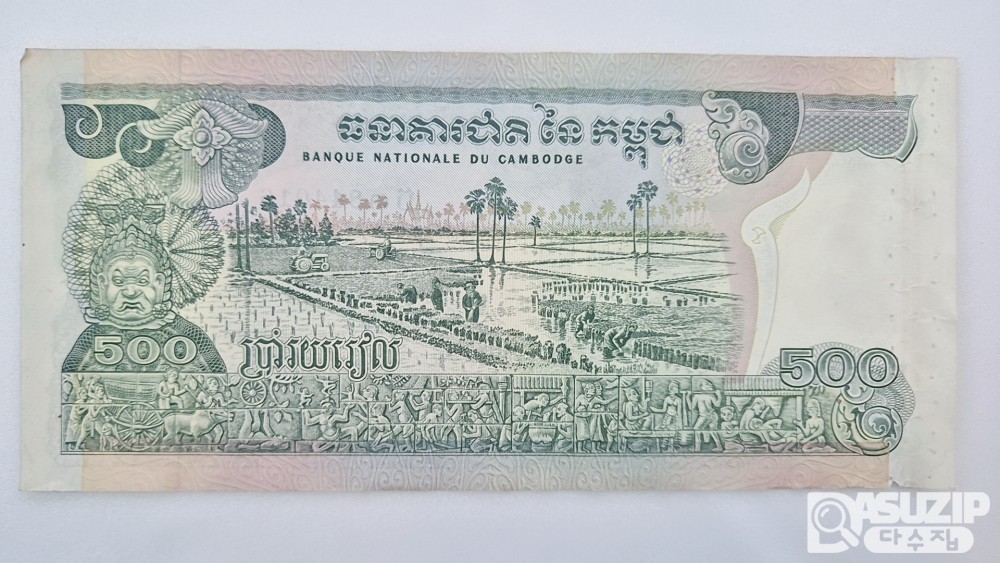 ធនាគារជាតិ នៃ កម្ពុជា
BANQUE NATIONALE DU CAMBODGE
500
ប្រាំរយរៀល
500
ASUZIP
다수집